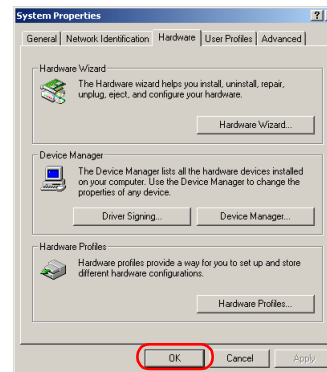 System Properties
?
General Network Identification Hardware User Profiles Advanced
Hardware Wizard
The Hardware wizard helps you install, uninstall, repair,
unplug, eject, and configure your hardware.
Hardware Wizard...
Device Manager
The Device Manager lists all the hardware devices installed
on your computer. Use the Device Manager to change the
properties of any device.
Driver Signing... Device Manager...
Hardware Profiles
Hardware profiles provide a way for you to set up and store
different hardware configurations.
Hardware Profiles...
OK Cancel Apply